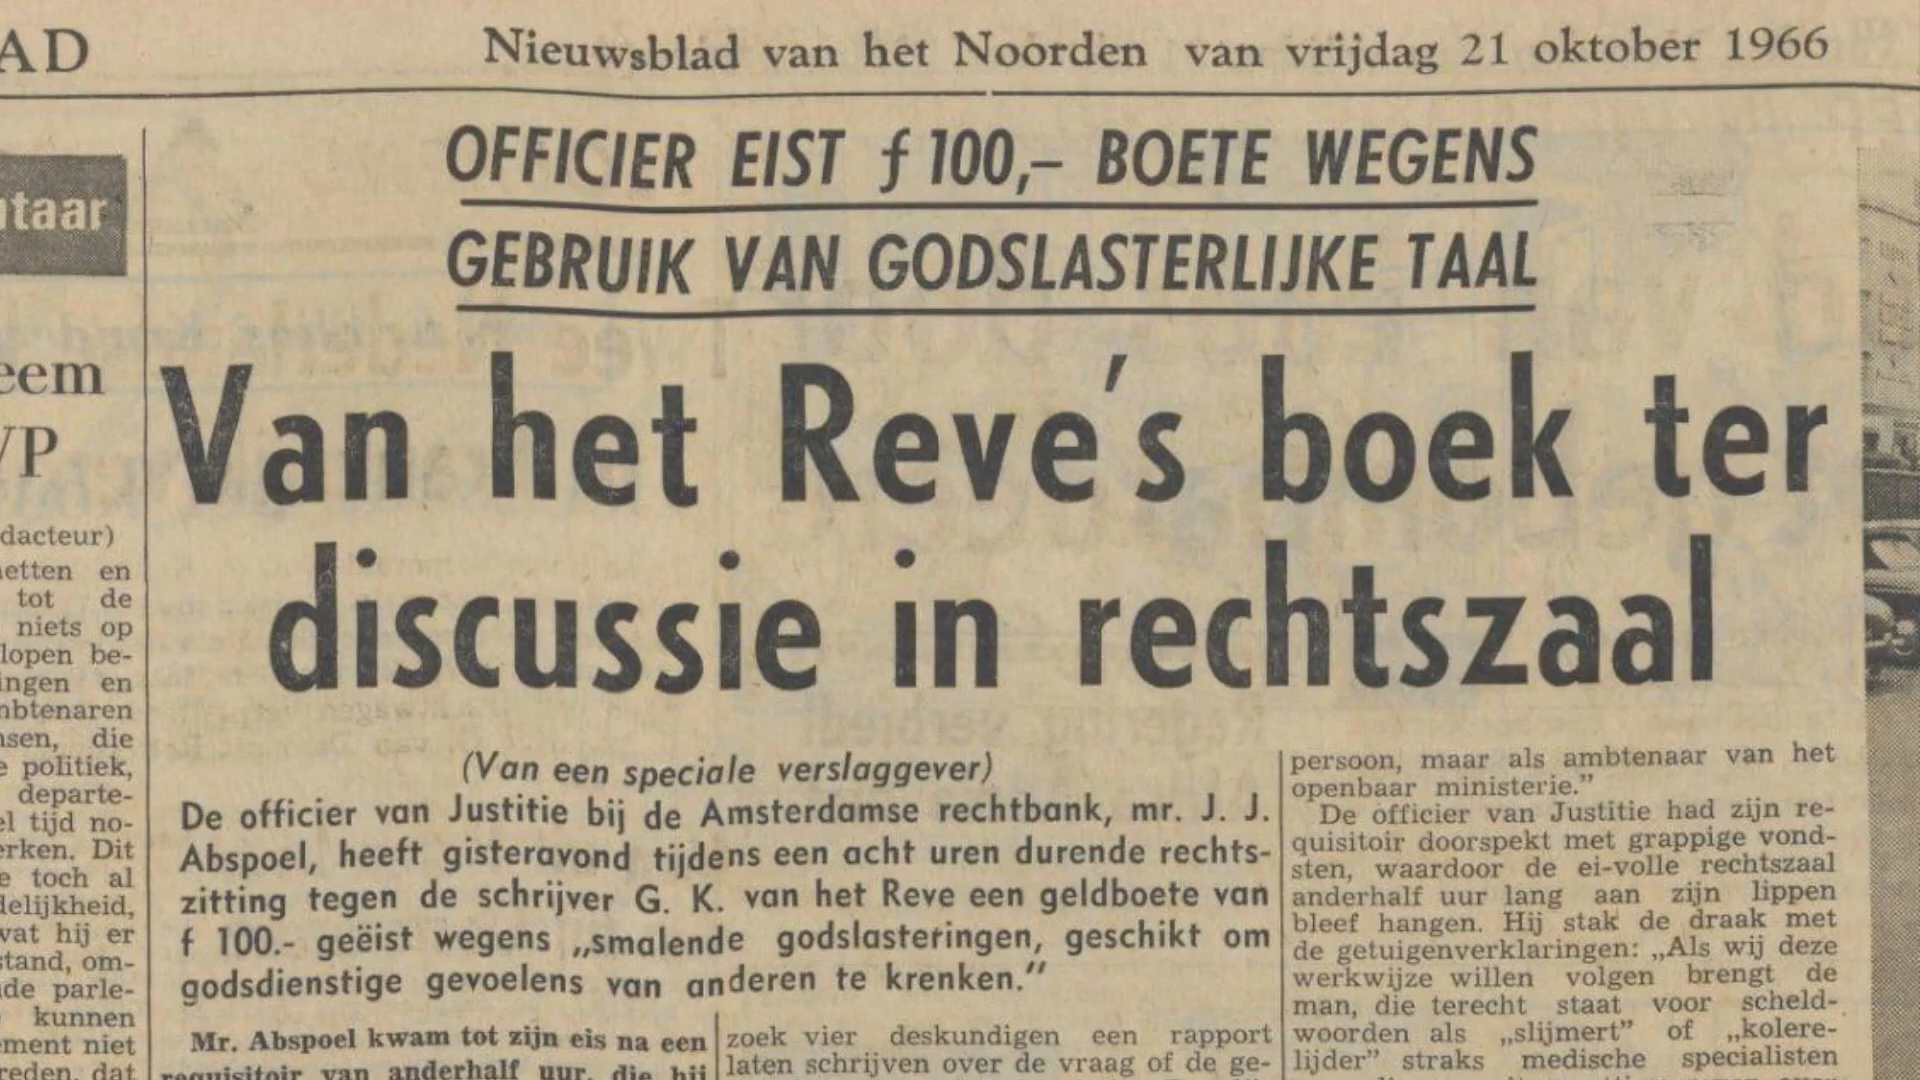 AD
Nieuwsblad van het Noorden van vrijdag 21 oktober 1966
taar
eem
VP
dacteur)
etten en
tot de
niets op
lopen be-
ingen en
mbtenaren
nsen, die
e politiek,
departe-
el tijd no-
erken. Dit
e toch al
delijkheid,
wat hij er
stand, om-
de parle-
kunnen
ement niet
reden, dat
OFFICIER EIST f 100,- BOETE WEGENS
GEBRUIK VAN GODSLASTERLIJKE TAAL
Van het Reve's boek ter
discussie in rechtszaal
(Van een speciale verslaggever)
De officier van Justitie bij de Amsterdamse rechtbank, mr. J. J.
Abspoel, heeft gisteravond tijdens een acht uren durende rechts-
zitting tegen de schrijver G. K. van het Reve een geldboete van
f 100.- geëist wegens „smalende godslasteringen, geschikt om
godsdienstige gevoelens van anderen te krenken.”
Mr. Abspoel kwam tot zijn eis na een
requisitoir van anderhalf uur, die hij
zoek vier deskundigen een rapport
laten schrijven over de vraag of de ge-
persoon, maar als ambtenaar van het
openbaar ministerie.”
De officier van Justitie had zijn re-
quisitoir doorspekt met grappige vond-
sten, waardoor de ei-volle rechtszaal
anderhalf uur lang aan zijn lippen
bleef hangen. Hij stak de draak met
de getuigenverklaringen: „Als wij deze
werkwijze willen volgen brengt de
man, die terecht staat voor scheld-
woorden als „slijmert” of „kolere-
lijder” straks medische specialisten